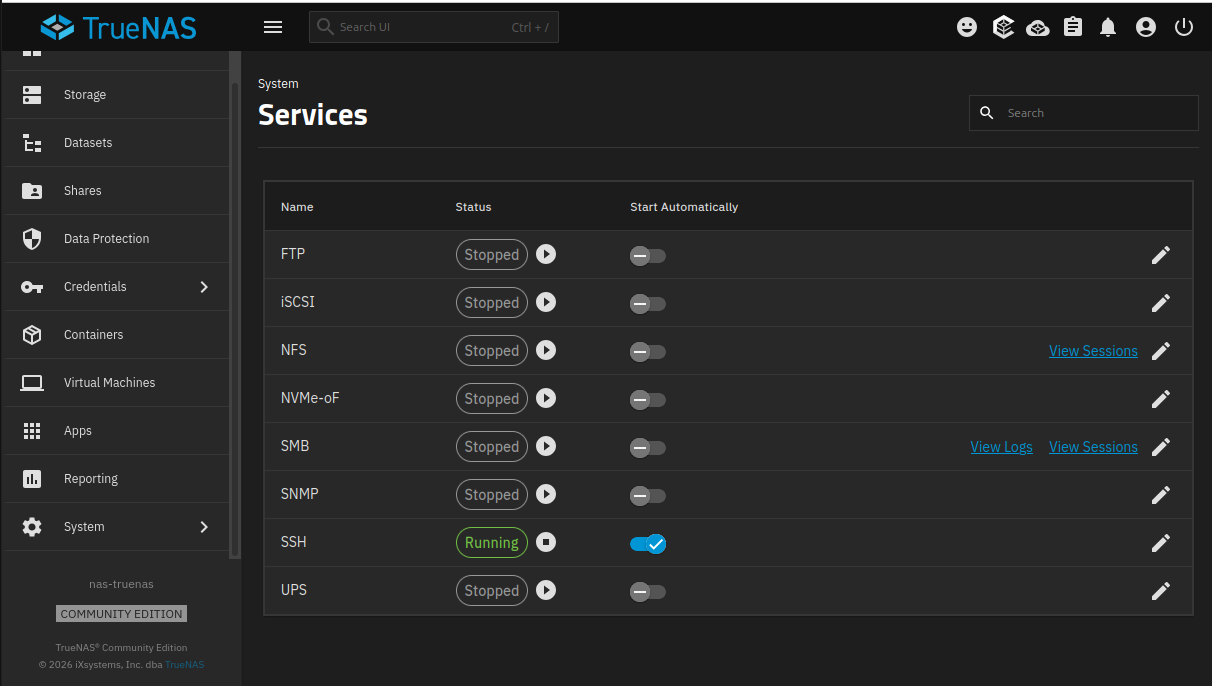 TrueNAS
Search UI Ctrl + /
Storage
Datasets
Shares
Data Protection
Credentials
Containers
Virtual Machines
Apps
Reporting
System
nas-truenas
COMMUNITY EDITION
TrueNAS® Community Edition
© 2026 iXsystems, Inc. dba TrueNAS
System
Services
Search
Name Status Start Automatically
FTP Stopped
iSCSI Stopped
NFS Stopped View Sessions
NVMe-oF Stopped
SMB Stopped View Logs View Sessions
SNMP Stopped
SSH Running
UPS Stopped